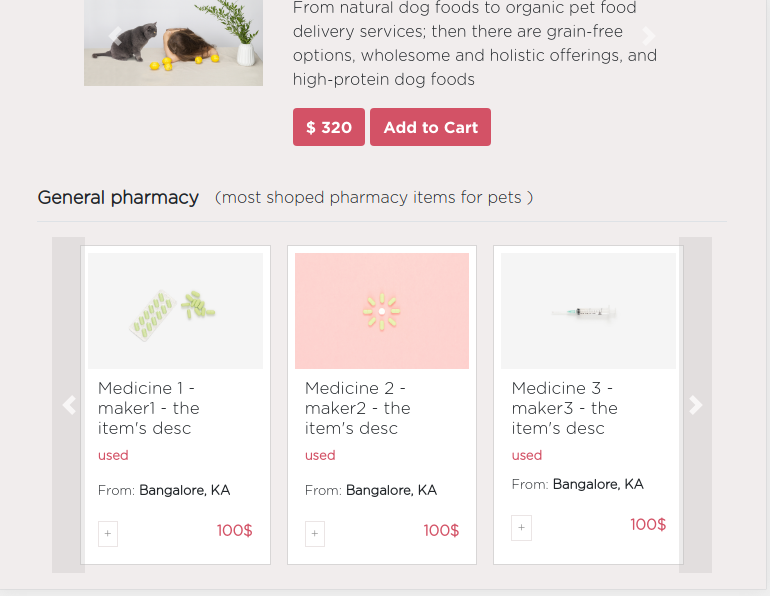 From natural dog foods to organic pet food
delivery services; then there are grain-free
options, wholesome and holistic offerings, and
high-protein dog foods
$ 320 Add to Cart
General pharmacy (most shoped pharmacy items for pets )
Medicine 1 -
maker1 - the
item's desc
used
From: Bangalore, KA
+ 100$
Medicine 2 -
maker2 - the
item's desc
used
From: Bangalore, KA
+ 100$
Medicine 3 -
maker3 - the
item's desc
used
From: Bangalore, KA
+ 100$